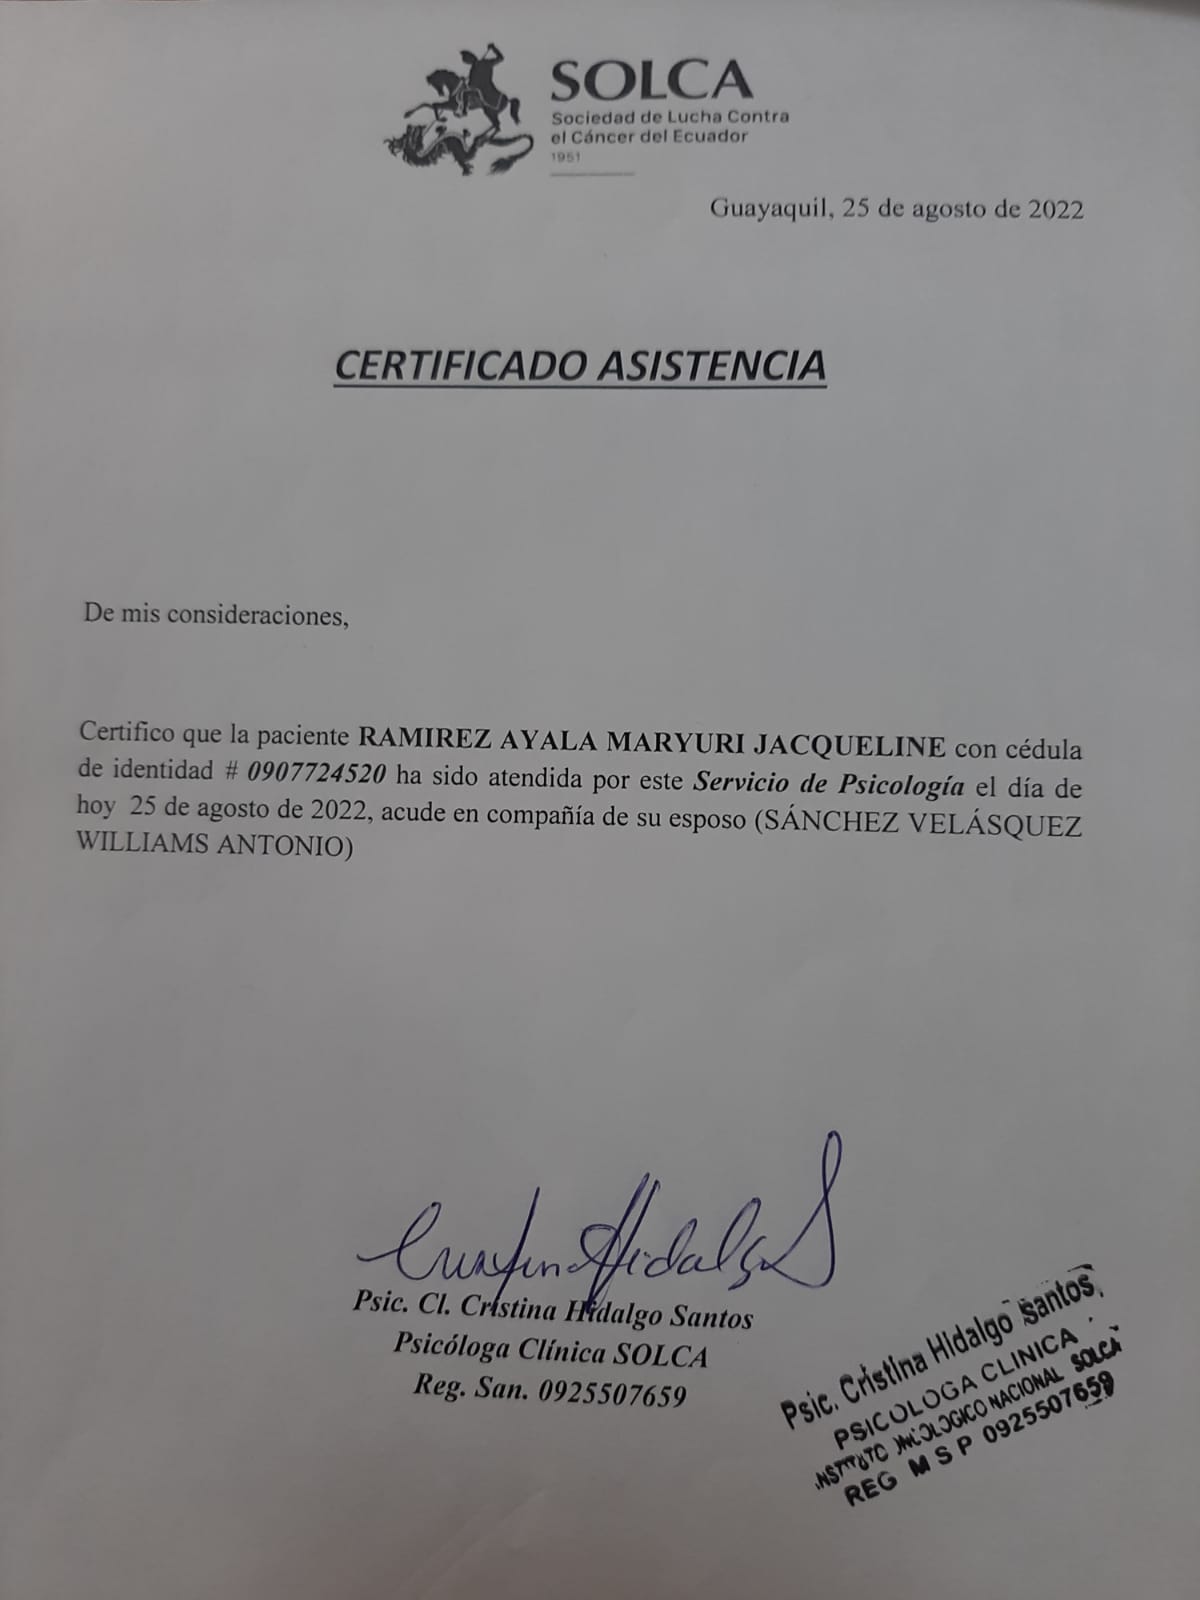 SOLCA
Sociedad de Lucha Contra
el Cáncer del Ecuador
1951
Guayaquil, 25 de agosto de 2022
CERTIFICADO ASISTENCIA
De mis consideraciones,
Certifico que la paciente RAMIREZ AYALA MARYURI JACQUELINE con cédula
de identidad # 0907724520 ha sido atendida por este Servicio de Psicología el día de
hoy 25 de agosto de 2022, acude en compañía de su esposo (SÁNCHEZ VELÁSQUEZ
WILLIAMS ANTONIO)
Cristina Hidalgo S
Psic. Cl. Cristina Hidalgo Santos
Psicóloga Clínica SOLCA
Reg. San. 0925507659
Psic. Cristina Hidalgo Santos
PSICOLOGA CLINICA
INSTITUTO ONCOLOGICO NACIONAL SOLCA
REG M S P 0925507659